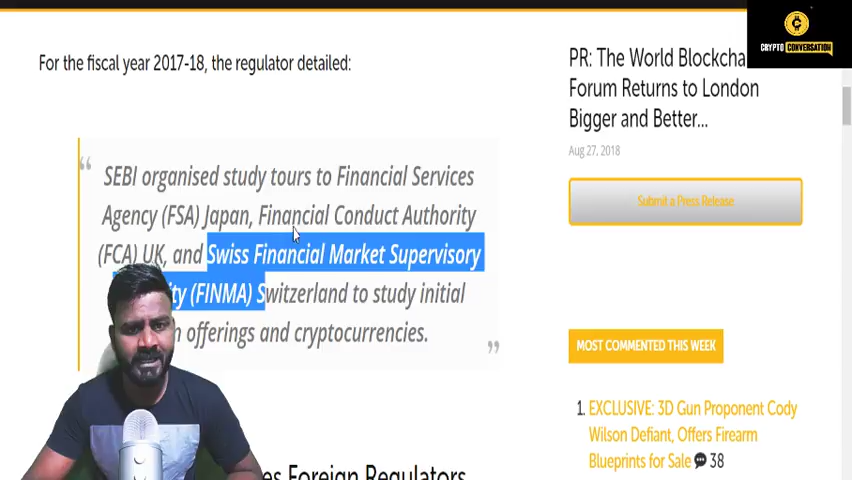 For the fiscal year 2017-18, the regulator detailed:
“
SEBI organised study tours to Financial Services
Agency (FSA) Japan, Financial Conduct Authority
(FCA) UK, and Swiss Financial Market Supervisory
ity (FINMA) Switzerland to study initial
n offerings and cryptocurrencies.
”
es Foreign Regulators
CRYPTO CONVERSATION
PR: The World Blockcha
Forum Returns to London
Bigger and Better...
Aug 27, 2018
Submit a Press Release
MOST COMMENTED THIS WEEK
1. EXCLUSIVE: 3D Gun Proponent Cody
Wilson Defiant, Offers Firearm
Blueprints for Sale 38